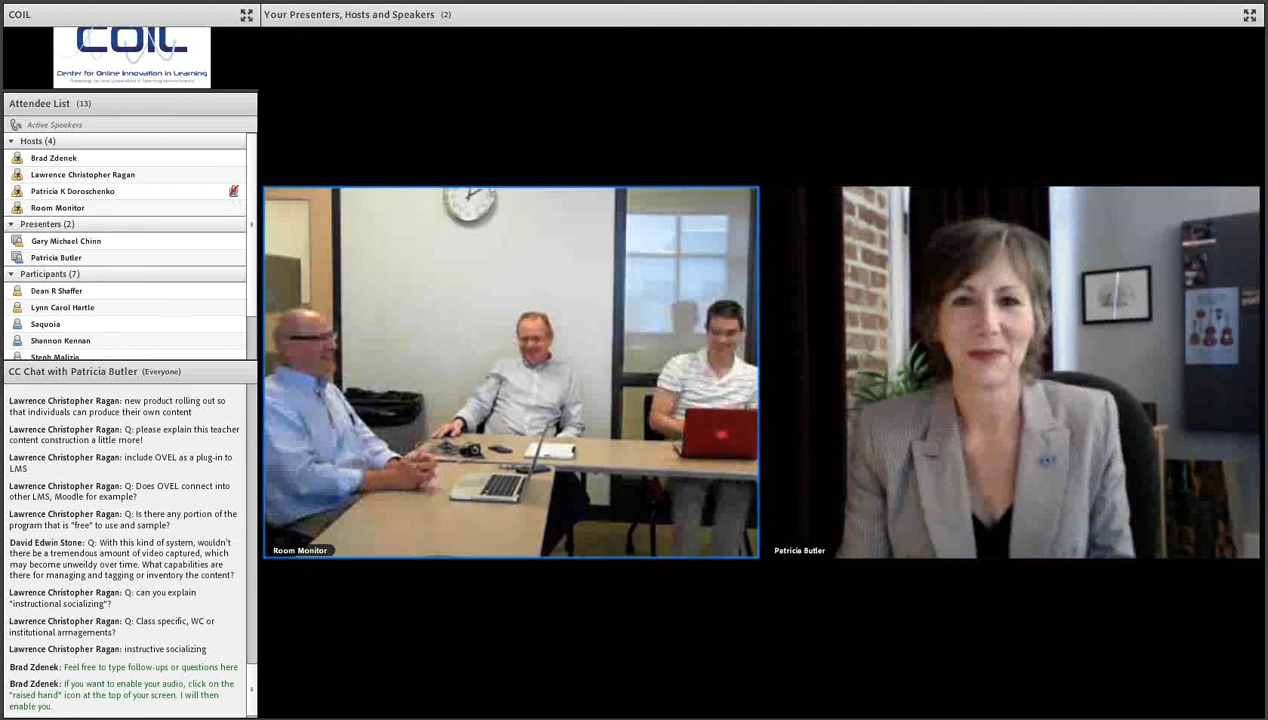 COIL
Your Presenters, Hosts and Speakers (2)
COIL
Center for Online Innovation in Learning
Attendee List (13)
Active Speakers
Hosts (4)
Brad Zdenek
Lawrence Christopher Ragan
Patricia K Doroschenko
Room Monitor
Presenters (2)
Gary Michael Chinn
Patricia Butler
Participants (7)
Dean R Shaffer
Lynn Carol Hartle
Saquoia
Shannon Kennan
Steph Malizia
CC Chat with Patricia Butler (Everyone)
Lawrence Christopher Ragan: new product rolling out so
that individuals can produce their own content
Lawrence Christopher Ragan: Q: please explain this teacher
content construction a little more!
Lawrence Christopher Ragan: include OVEL as a plug-in to
LMS
Lawrence Christopher Ragan: Q: Does OVEL connect into
other LMS, Moodle for example?
Lawrence Christopher Ragan: Q: Is there any portion of the
program that is "free" to use and sample?
David Edwin Stone: Q: With this kind of system, wouldn't
there be a tremendous amount of video captured, which
may become unweildy over time. What capabilities are
there for managing and tagging or inventory the content?
Lawrence Christopher Ragan: Q: can you explain
"instructional socializing"?
Lawrence Christopher Ragan: Q: Class specific, WC or
institutional arrnagements?
Lawrence Christopher Ragan: instructive socializing
Brad Zdenek: Feel free to type follow-ups or questions here
Brad Zdenek: If you want to enable your audio, click on the
"raised hand" icon at the top of your screen. I will then
enable you.
Room Monitor
Patricia Butler